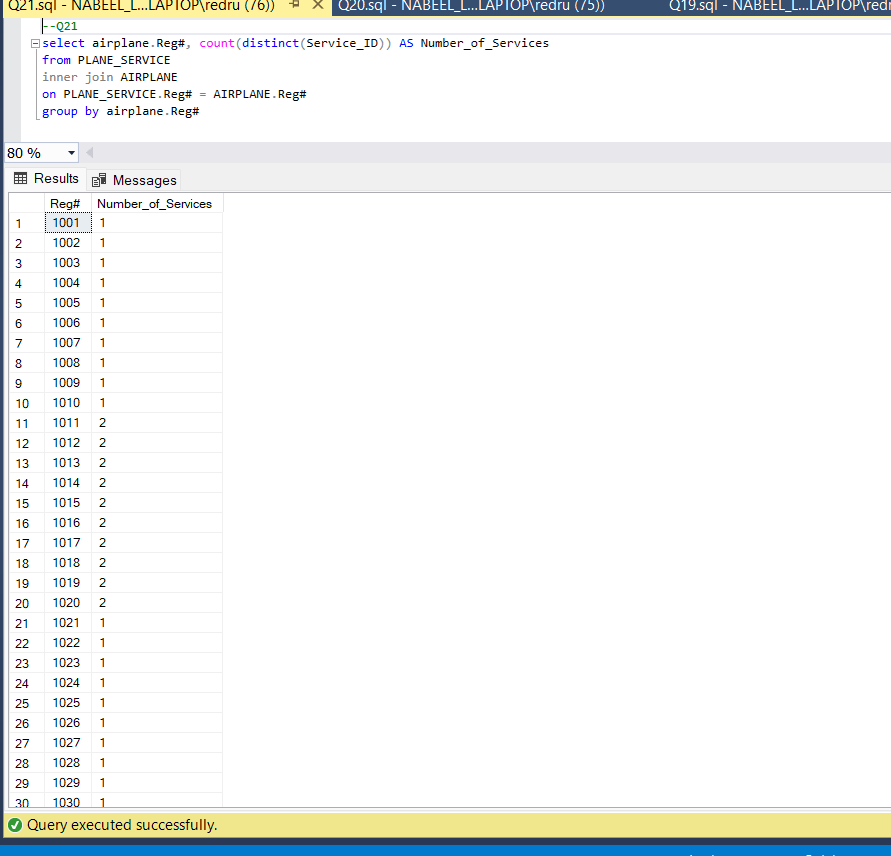 Q21.sql - NABEEL_L...LAPTOP\redru (76)) Q20.sql - NABEEL_L...LAPTOP\redru (75)) Q19.sql - NABEEL_L...LAPTOP\redru
--Q21
select airplane.Reg#, count(distinct(Service_ID)) AS Number_of_Services
from PLANE_SERVICE
inner join AIRPLANE
on PLANE_SERVICE.Reg# = AIRPLANE.Reg#
group by airplane.Reg#
80 %
Results Messages
Reg# Number_of_Services
1 1001 1
2 1002 1
3 1003 1
4 1004 1
5 1005 1
6 1006 1
7 1007 1
8 1008 1
9 1009 1
10 1010 1
11 1011 2
12 1012 2
13 1013 2
14 1014 2
15 1015 2
16 1016 2
17 1017 2
18 1018 2
19 1019 2
20 1020 2
21 1021 1
22 1022 1
23 1023 1
24 1024 1
25 1025 1
26 1026 1
27 1027 1
28 1028 1
29 1029 1
30 1030 1
Query executed successfully.